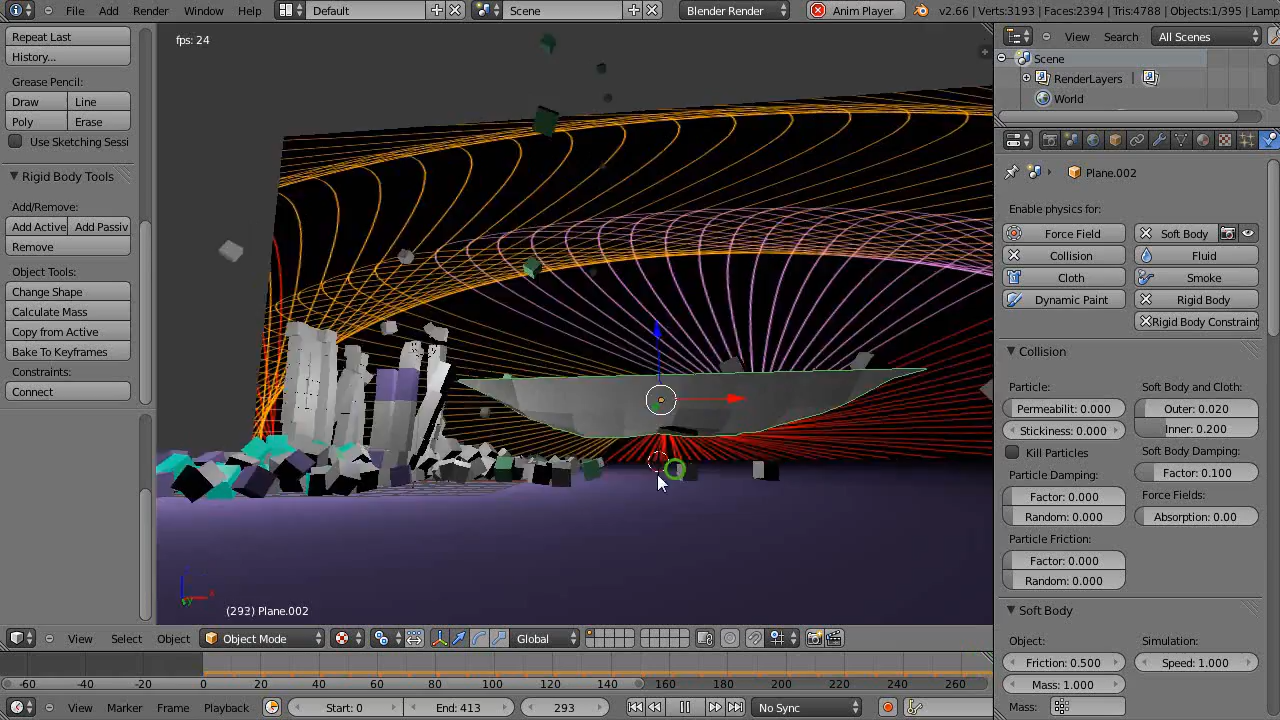 File Add Render Window Help Default Scene Blender Render Anim Player v2.66 | Verts:3193 | Faces:2394 | Tris:4788 | Objects:1/395 | Lamp
Repeat Last
History...
Grease Pencil:
Draw Line
Poly Erase
Use Sketching Sessi
Rigid Body Tools
Add/Remove:
Add Active Add Passiv
Remove
Object Tools:
Change Shape
Calculate Mass
Copy from Active
Bake To Keyframes
Constraints:
Connect
fps: 24
(293) Plane.002
View Search All Scenes
Scene
RenderLayers
World
Plane.002
Enable physics for:
Force Field Soft Body
Collision Fluid
Cloth Smoke
Dynamic Paint Rigid Body
Rigid Body Constraint
Collision
Particle: Soft Body and Cloth:
Permeabilit: 0.000 Outer: 0.020
Stickiness: 0.000 Inner: 0.200
Kill Particles Soft Body Damping:
Particle Damping: Factor: 0.100
Factor: 0.000 Force Fields:
Random: 0.000 Absorption: 0.00
Particle Friction:
Factor: 0.000
Random: 0.000
Soft Body
Object: Simulation:
Friction: 0.500 Speed: 1.000
Mass: 1.000
Mass:
View Select Object Object Mode Global
-60 -40 -20 0 20 40 60 80 100 120 140 160 180 200 220 240 260
View Marker Frame Playback Start: 0 End: 413 293 No Sync